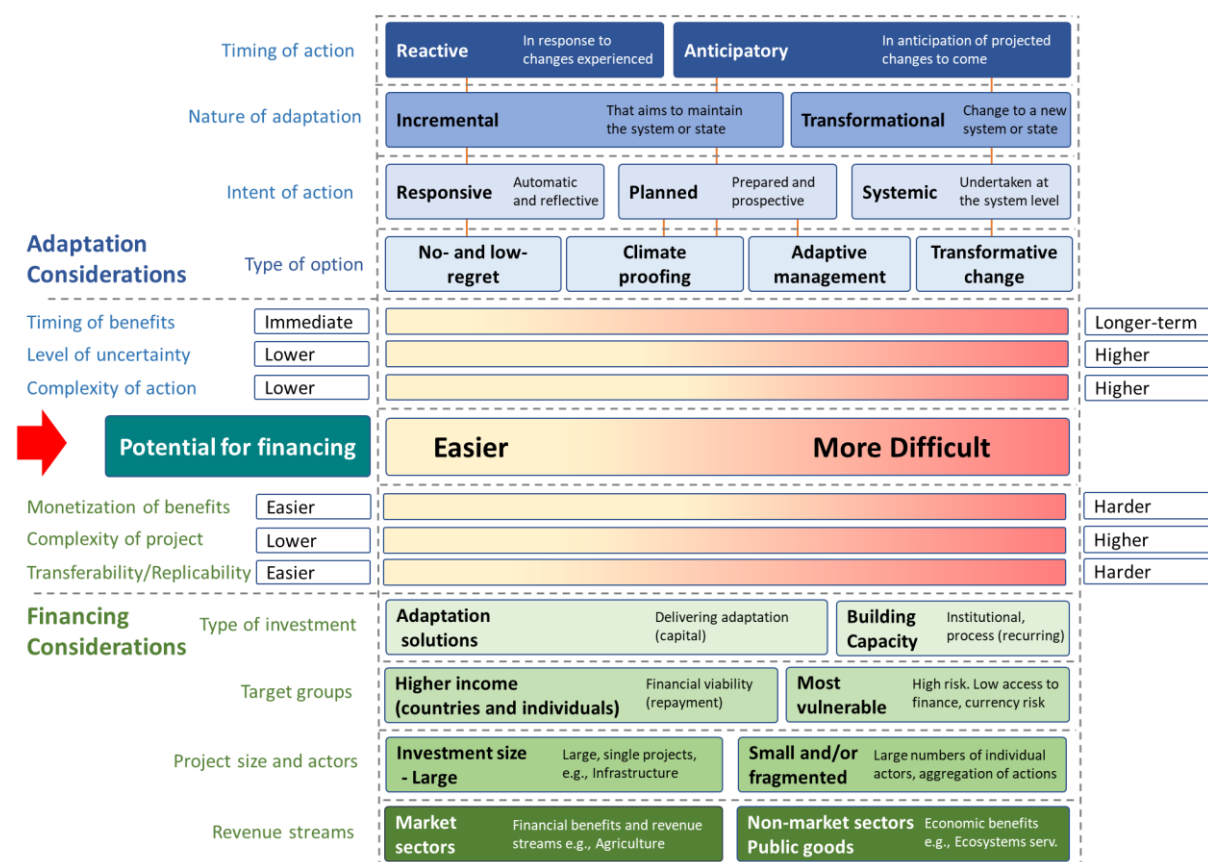 Timing of action
Reactive
In response to
changes experienced
Anticipatory
In anticipation of projected
changes to come
Nature of adaptation
Incremental
That aims to maintain
the system or state
Transformational
Change to a new
system or state
Intent of action
Responsive
Automatic
and reflective
Planned
Prepared and
prospective
Systemic
Undertaken at
the system level
Adaptation
Considerations
Type of option
No- and low-
regret
Climate
proofing
Adaptive
management
Transformative
change
Timing of benefits
Immediate
Longer-term
Level of uncertainty
Lower
Higher
Complexity of action
Lower
Higher
Potential for financing
Easier
More Difficult
Monetization of benefits
Easier
Harder
Complexity of project
Lower
Higher
Transferability/Replicability
Easier
Harder
Financing
Considerations
Type of investment
Adaptation
solutions
Delivering adaptation
(capital)
Building
Capacity
Institutional,
process (recurring)
Target groups
Higher income
(countries and individuals)
Financial viability
(repayment)
Most
vulnerable
High risk. Low access to
finance, currency risk
Project size and actors
Investment size
- Large
Large, single projects,
e.g., Infrastructure
Small and/or
fragmented
Large numbers of individual
actors, aggregation of actions
Revenue streams
Market
sectors
Financial benefits and revenue
streams e.g., Agriculture
Non-market sectors
Public goods
Economic benefits
e.g., Ecosystems serv.